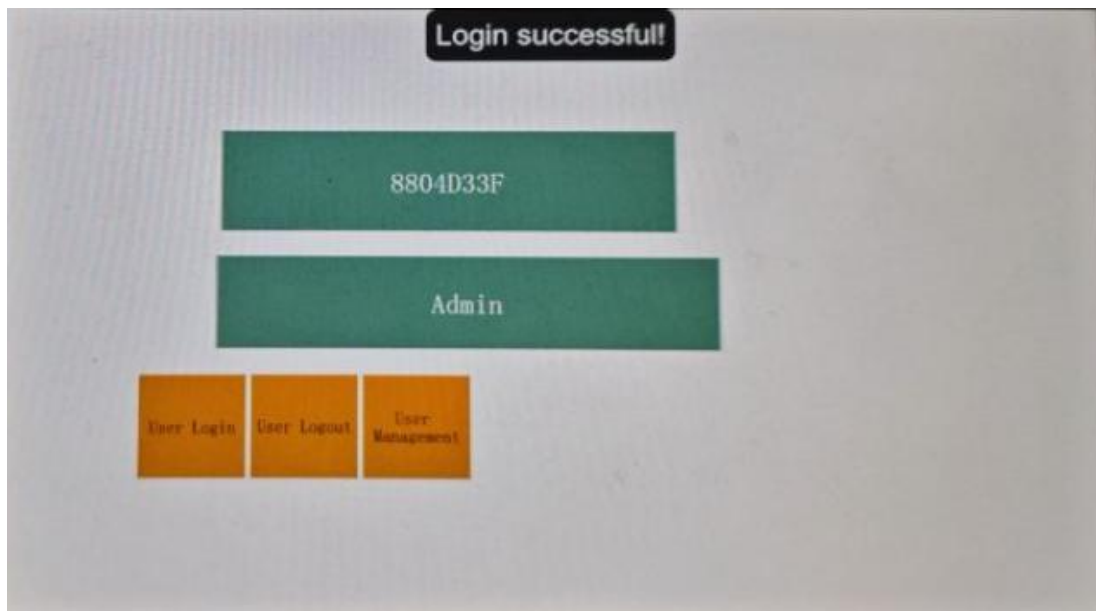 Login successful!
8804D33F
Admin
User Login
User Logout
User
Management